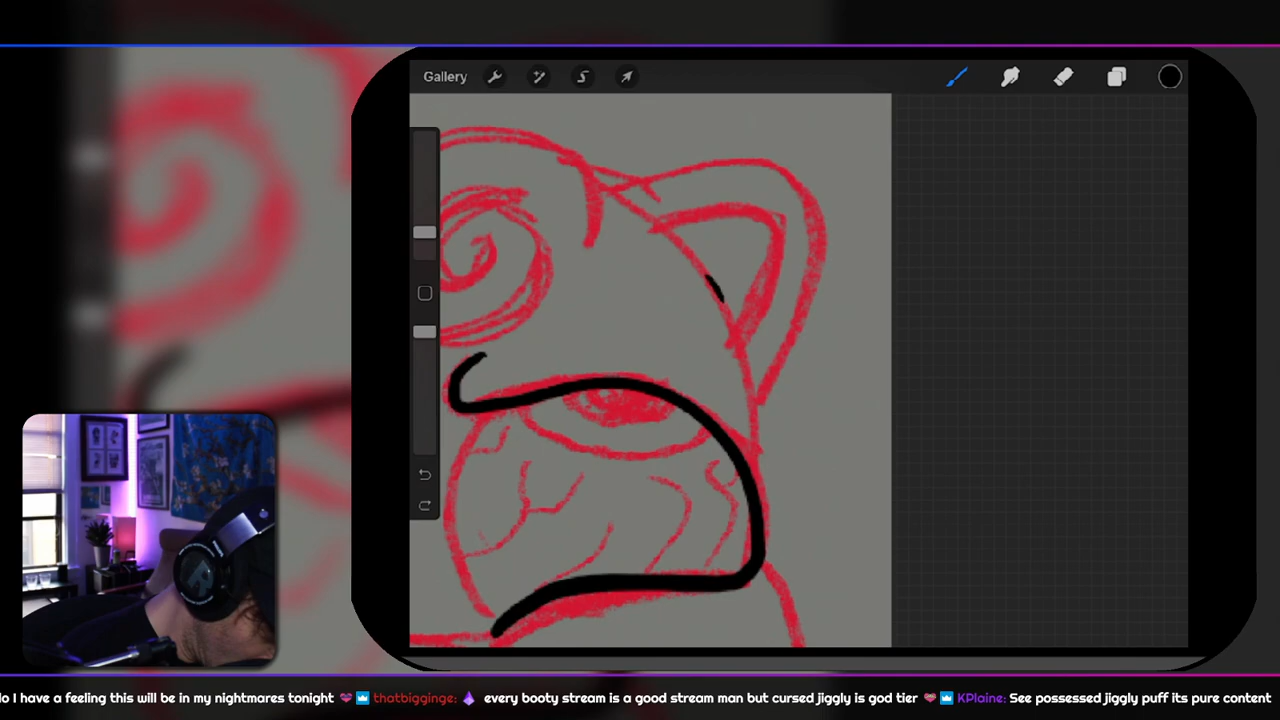 Gallery
lo I have a feeling this will be in my nightmares tonight thatbigginge: every booty stream is a good stream man but cursed jiggly is god tier KPlaine: See possessed jiggly puff its pure content